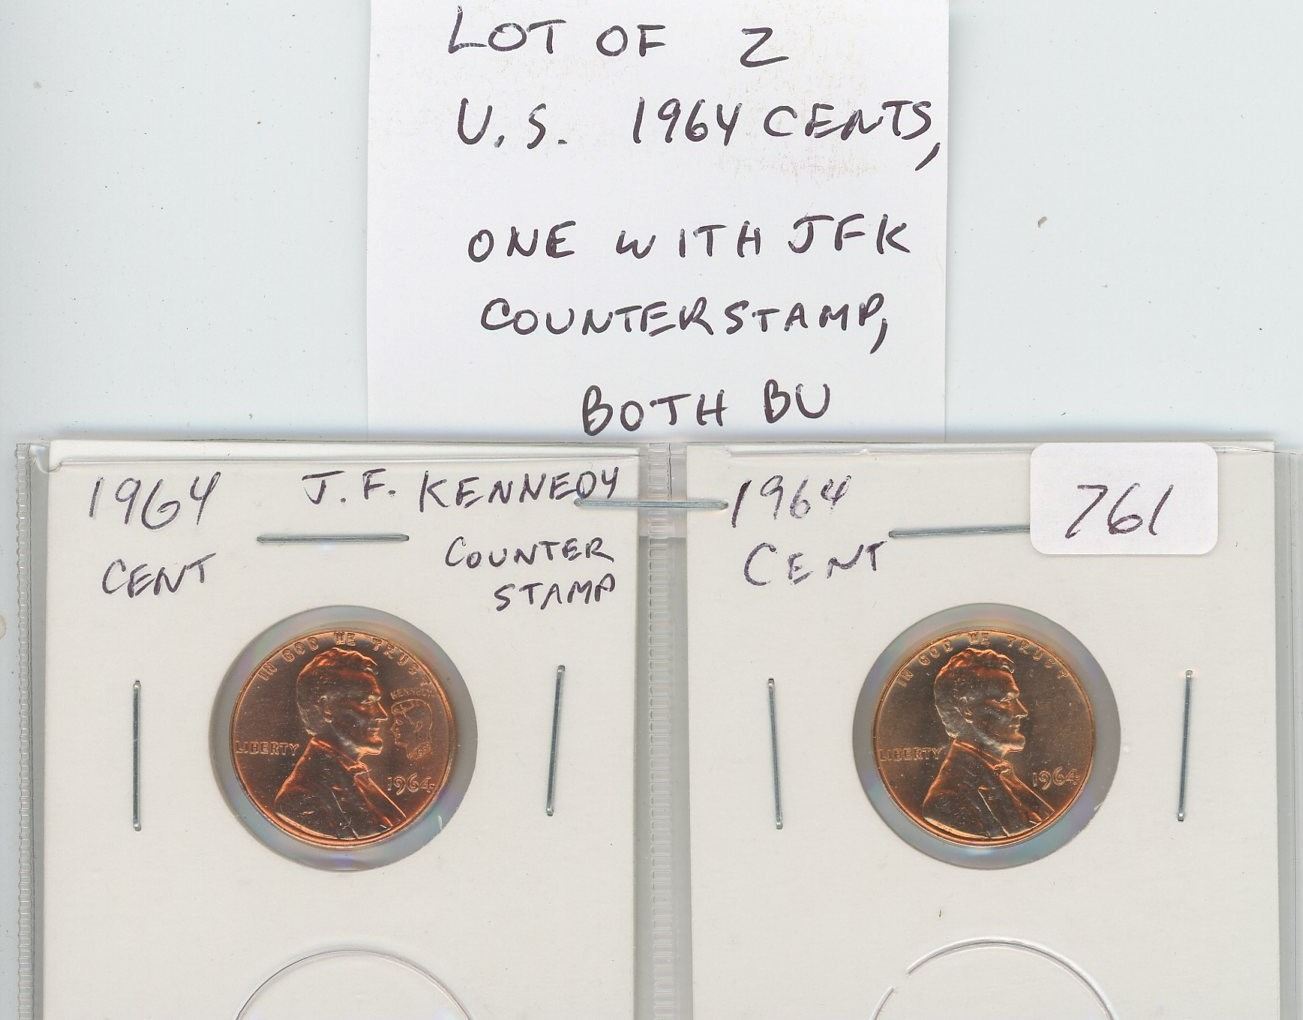 LOT OF 2
U.S. 1964 CENTS,
ONE WITH JFK
COUNTERSTAMP,
BOTH BU
1964 J.F. KENNEDY
CENT COUNTER
STAMP
1964
CENT
761
IN GOD WE TRUST
KENNEDY
LIBERTY
1964
IN GOD WE TRUST
LIBERTY
1964